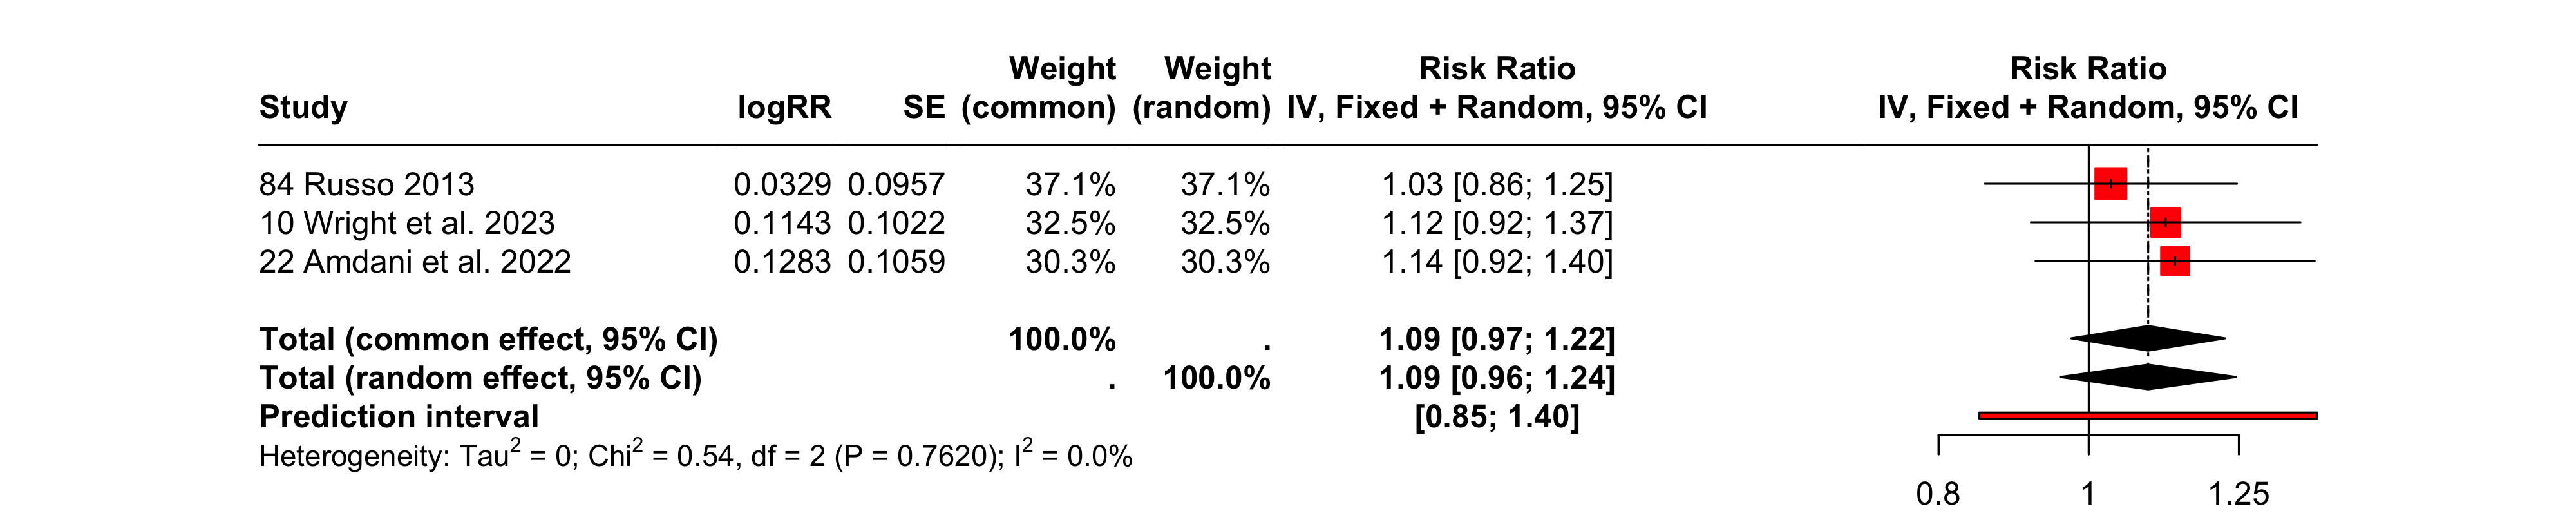 Weight Weight Risk Ratio Risk Ratio
Study logRR SE (common) (random) IV, Fixed + Random, 95% CI IV, Fixed + Random, 95% CI
84 Russo 2013 0.0329 0.0957 37.1% 37.1% 1.03 [0.86; 1.25]
10 Wright et al. 2023 0.1143 0.1022 32.5% 32.5% 1.12 [0.92; 1.37]
22 Amdani et al. 2022 0.1283 0.1059 30.3% 30.3% 1.14 [0.92; 1.40]
Total (common effect, 95% CI) 100.0% . 1.09 [0.97; 1.22]
Total (random effect, 95% CI) . 100.0% 1.09 [0.96; 1.24]
Prediction interval [0.85; 1.40]
Heterogeneity: Tau² = 0; Chi² = 0.54, df = 2 (P = 0.7620); I² = 0.0%
0.8 1 1.25